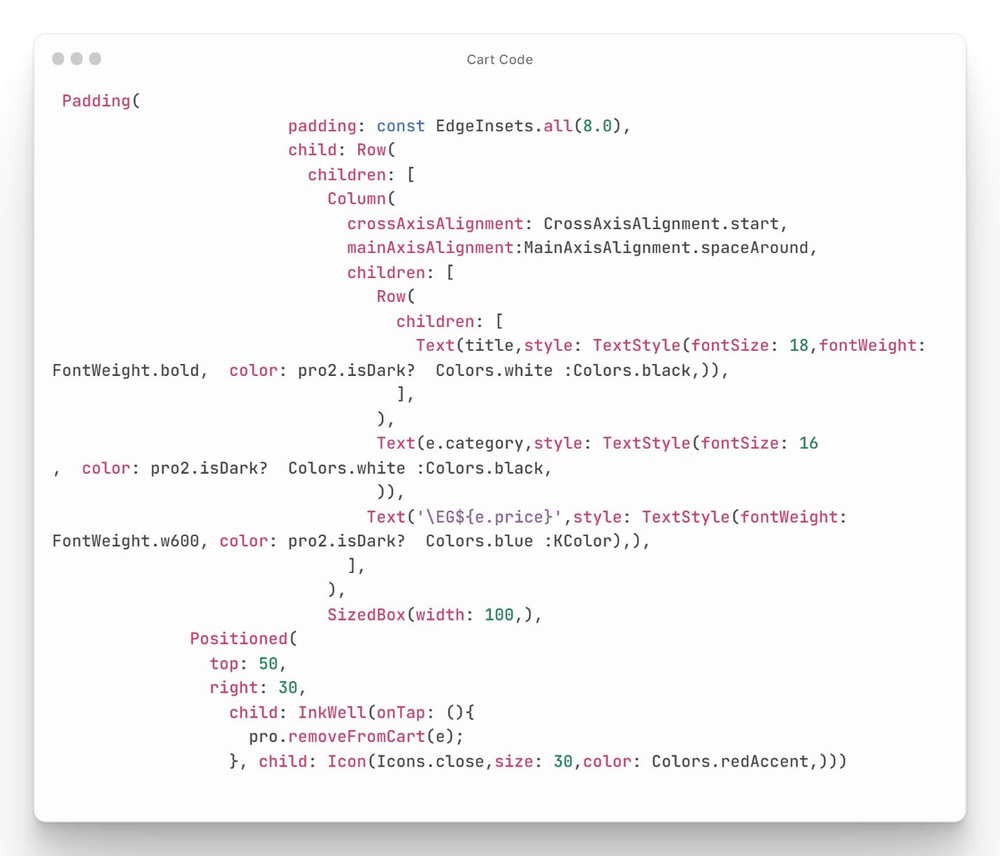 Cart Code
Padding(
padding: const EdgeInsets.all(8.0),
child: Row(
children: [
Column(
crossAxisAlignment: CrossAxisAlignment.start,
mainAxisAlignment:MainAxisAlignment.spaceAround,
children: [
Row(
children: [
Text(title,style: TextStyle(fontSize: 18,fontWeight:
FontWeight.bold,  color: pro2.isDark?  Colors.white :Colors.black,)),
],
),
Text(e.category,style: TextStyle(fontSize: 16
,  color: pro2.isDark?  Colors.white :Colors.black,
)),
Text('\EG${e.price}',style: TextStyle(fontWeight:
FontWeight.w600, color: pro2.isDark?  Colors.blue :KColor),),
],
),
SizedBox(width: 100,),
Positioned(
top: 50,
right: 30,
child: InkWell(onTap: (){
pro.removeFromCart(e);
}, child: Icon(Icons.close,size: 30,color: Colors.redAccent,)))